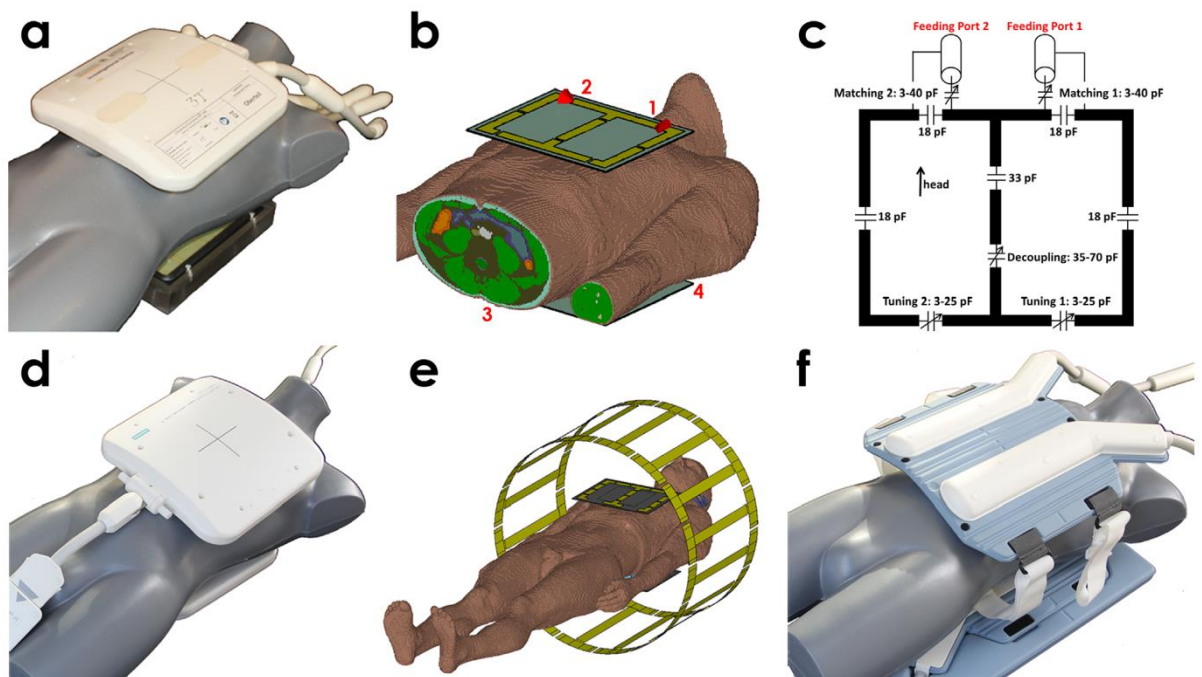 a
b
c
Feeding Port 2
Feeding Port 1
Matching 2: 3-40 pF
Matching 1: 3-40 pF
18 pF
18 pF
33 pF
head
18 pF
18 pF
Decoupling: 35-70 pF
Tuning 2: 3-25 pF
Tuning 1: 3-25 pF
2
1
3
4
3T
Oberteil
d
e
f